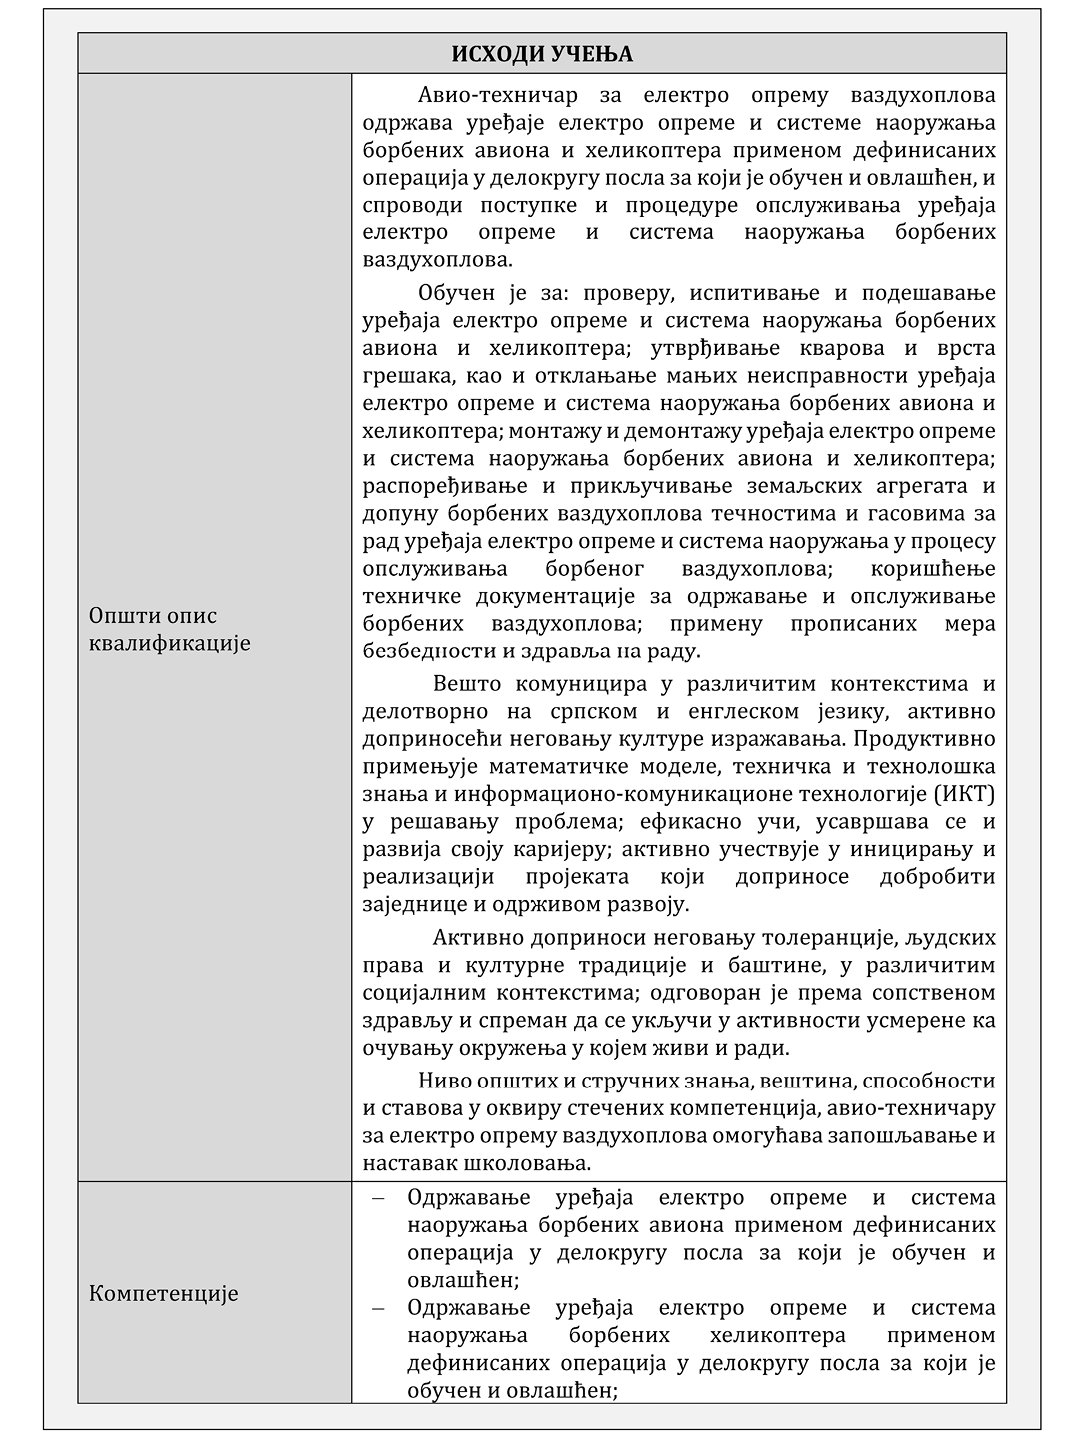 ИСХОДИ УЧЕЊА
Општи опис
квалификације
Авио-техничар за електро опрему ваздухоплова
одржава уређаје електро опреме и системе наоружања
борбених авиона и хеликоптера применом дефинисаних
операција у делокругу посла за који је обучен и овлашћен, и
спроводи поступке и процедуре опслуживања уређаја
електро опреме и система наоружања борбених
ваздухоплова.
Обучен је за: проверу, испитивање и подешавање
уређаја електро опреме и система наоружања борбених
авиона и хеликоптера; утврђивање кварова и врста
грешака, као и отклањање мањих неисправности уређаја
електро опреме и система наоружања борбених авиона и
хеликоптера; монтажу и демонтажу уређаја електро опреме
и система наоружања борбених авиона и хеликоптера;
распоређивање и прикључивање земаљских агрегата и
допуну борбених ваздухоплова течностима и гасовима за
рад уређаја електро опреме и система наоружања у процесу
опслуживања борбеног ваздухоплова; коришћење
техничке документације за одржавање и опслуживање
борбених ваздухоплова; примену прописаних мера
безбедности и здравља на раду.
Вешто комуницира у различитим контекстима и
делотворно на српском и енглеском језику, активно
доприносећи неговању културе изражавања. Продуктивно
примењује математичке моделе, техничка и технолошка
знања и информационо-комуникационе технологије (ИКТ)
у решавању проблема; ефикасно учи, усавршава се и
развија своју каријеру; активно учествује у иницирању и
реализацији пројеката који доприносе добробити
заједнице и одрживом развоју.
Активно доприноси неговању толеранције, људских
права и културне традиције и баштине, у различитим
социјалним контекстима; одговоран је према сопственом
здрављу и спреман да се укључи у активности усмерене ка
очувању окружења у којем живи и ради.
Ниво општих и стручних знања, вештина, способности
и ставова у оквиру стечених компетенција, авио-техничару
за електро опрему ваздухоплова омогућава запошљавање и
наставак школовања.
Компетенције
– Одржавање уређаја електро опреме и система
наоружања борбених авиона применом дефинисаних
операција у делокругу посла за који је обучен и
овлашћен;
– Одржавање уређаја електро опреме и система
наоружања борбених хеликоптера применом
дефинисаних операција у делокругу посла за који је
обучен и овлашћен;